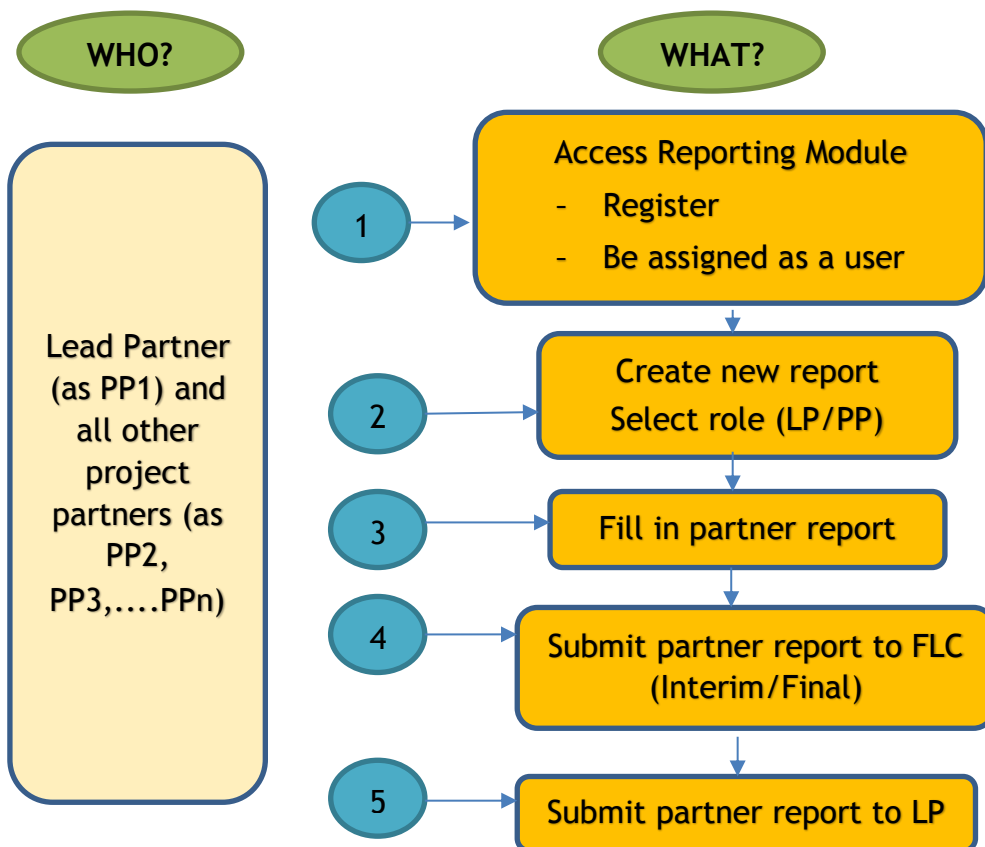 WHO?
WHAT?
Lead Partner
(as PP1) and
all other
project
partners (as
PP2,
PP3,....PPn)
1
Access Reporting Module
- Register
- Be assigned as a user
2
Create new report
Select role (LP/PP)
3
Fill in partner report
4
Submit partner report to FLC
(Interim/Final)
5
Submit partner report to LP